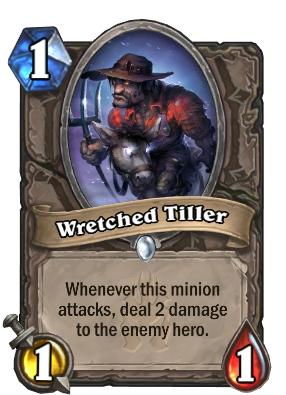 1
Wretched Tiller
Whenever this minion
attacks, deal 2 damage
to the enemy hero.
1
1